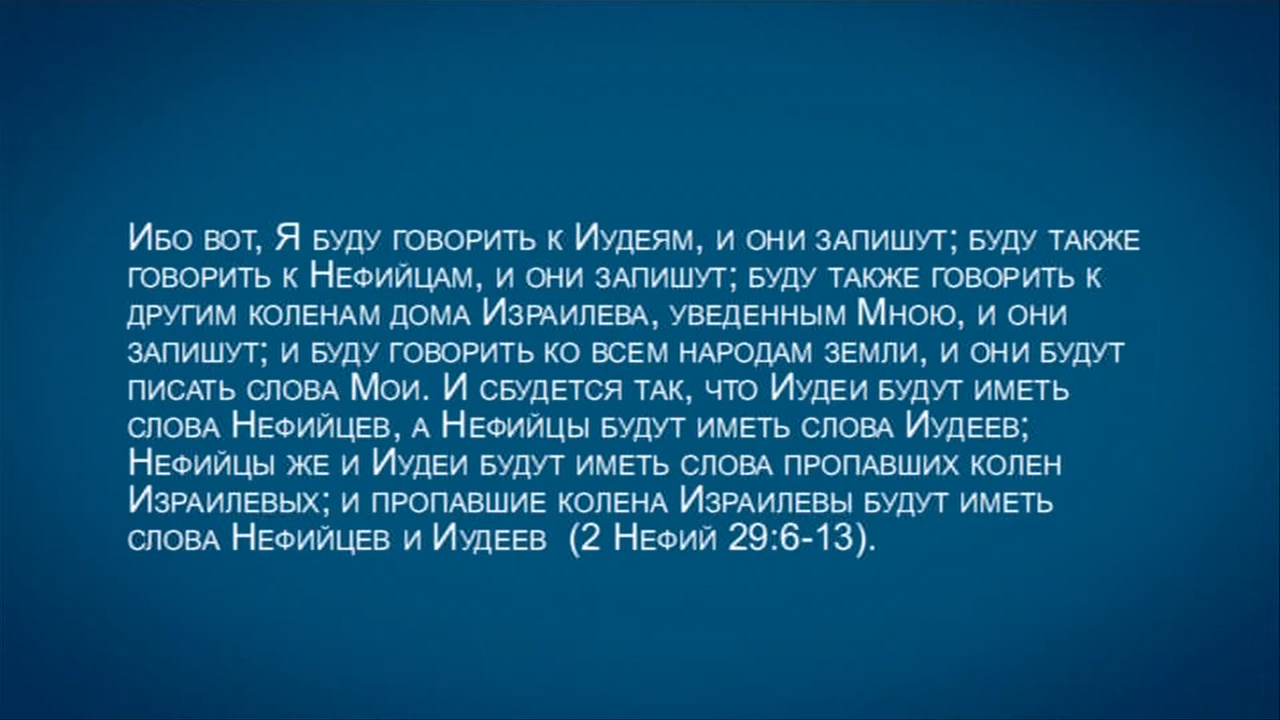 Ибо вот, Я буду говорить к Иудеям, и они запишут; буду также
говорить к Нефийцам, и они запишут; буду также говорить к
другим коленам дома Израилева, уведенным Мною, и они
запишут; и буду говорить ко всем народам земли, и они будут
писать слова Мои. И сбудется так, что Иудеи будут иметь
слова Нефийцев, а Нефийцы будут иметь слова Иудеев;
Нефийцы же и Иудеи будут иметь слова пропавших колен
Израилевых; и пропавшие колена Израилевы будут иметь
слова Нефийцев и Иудеев (2 Нефий 29:6-13).